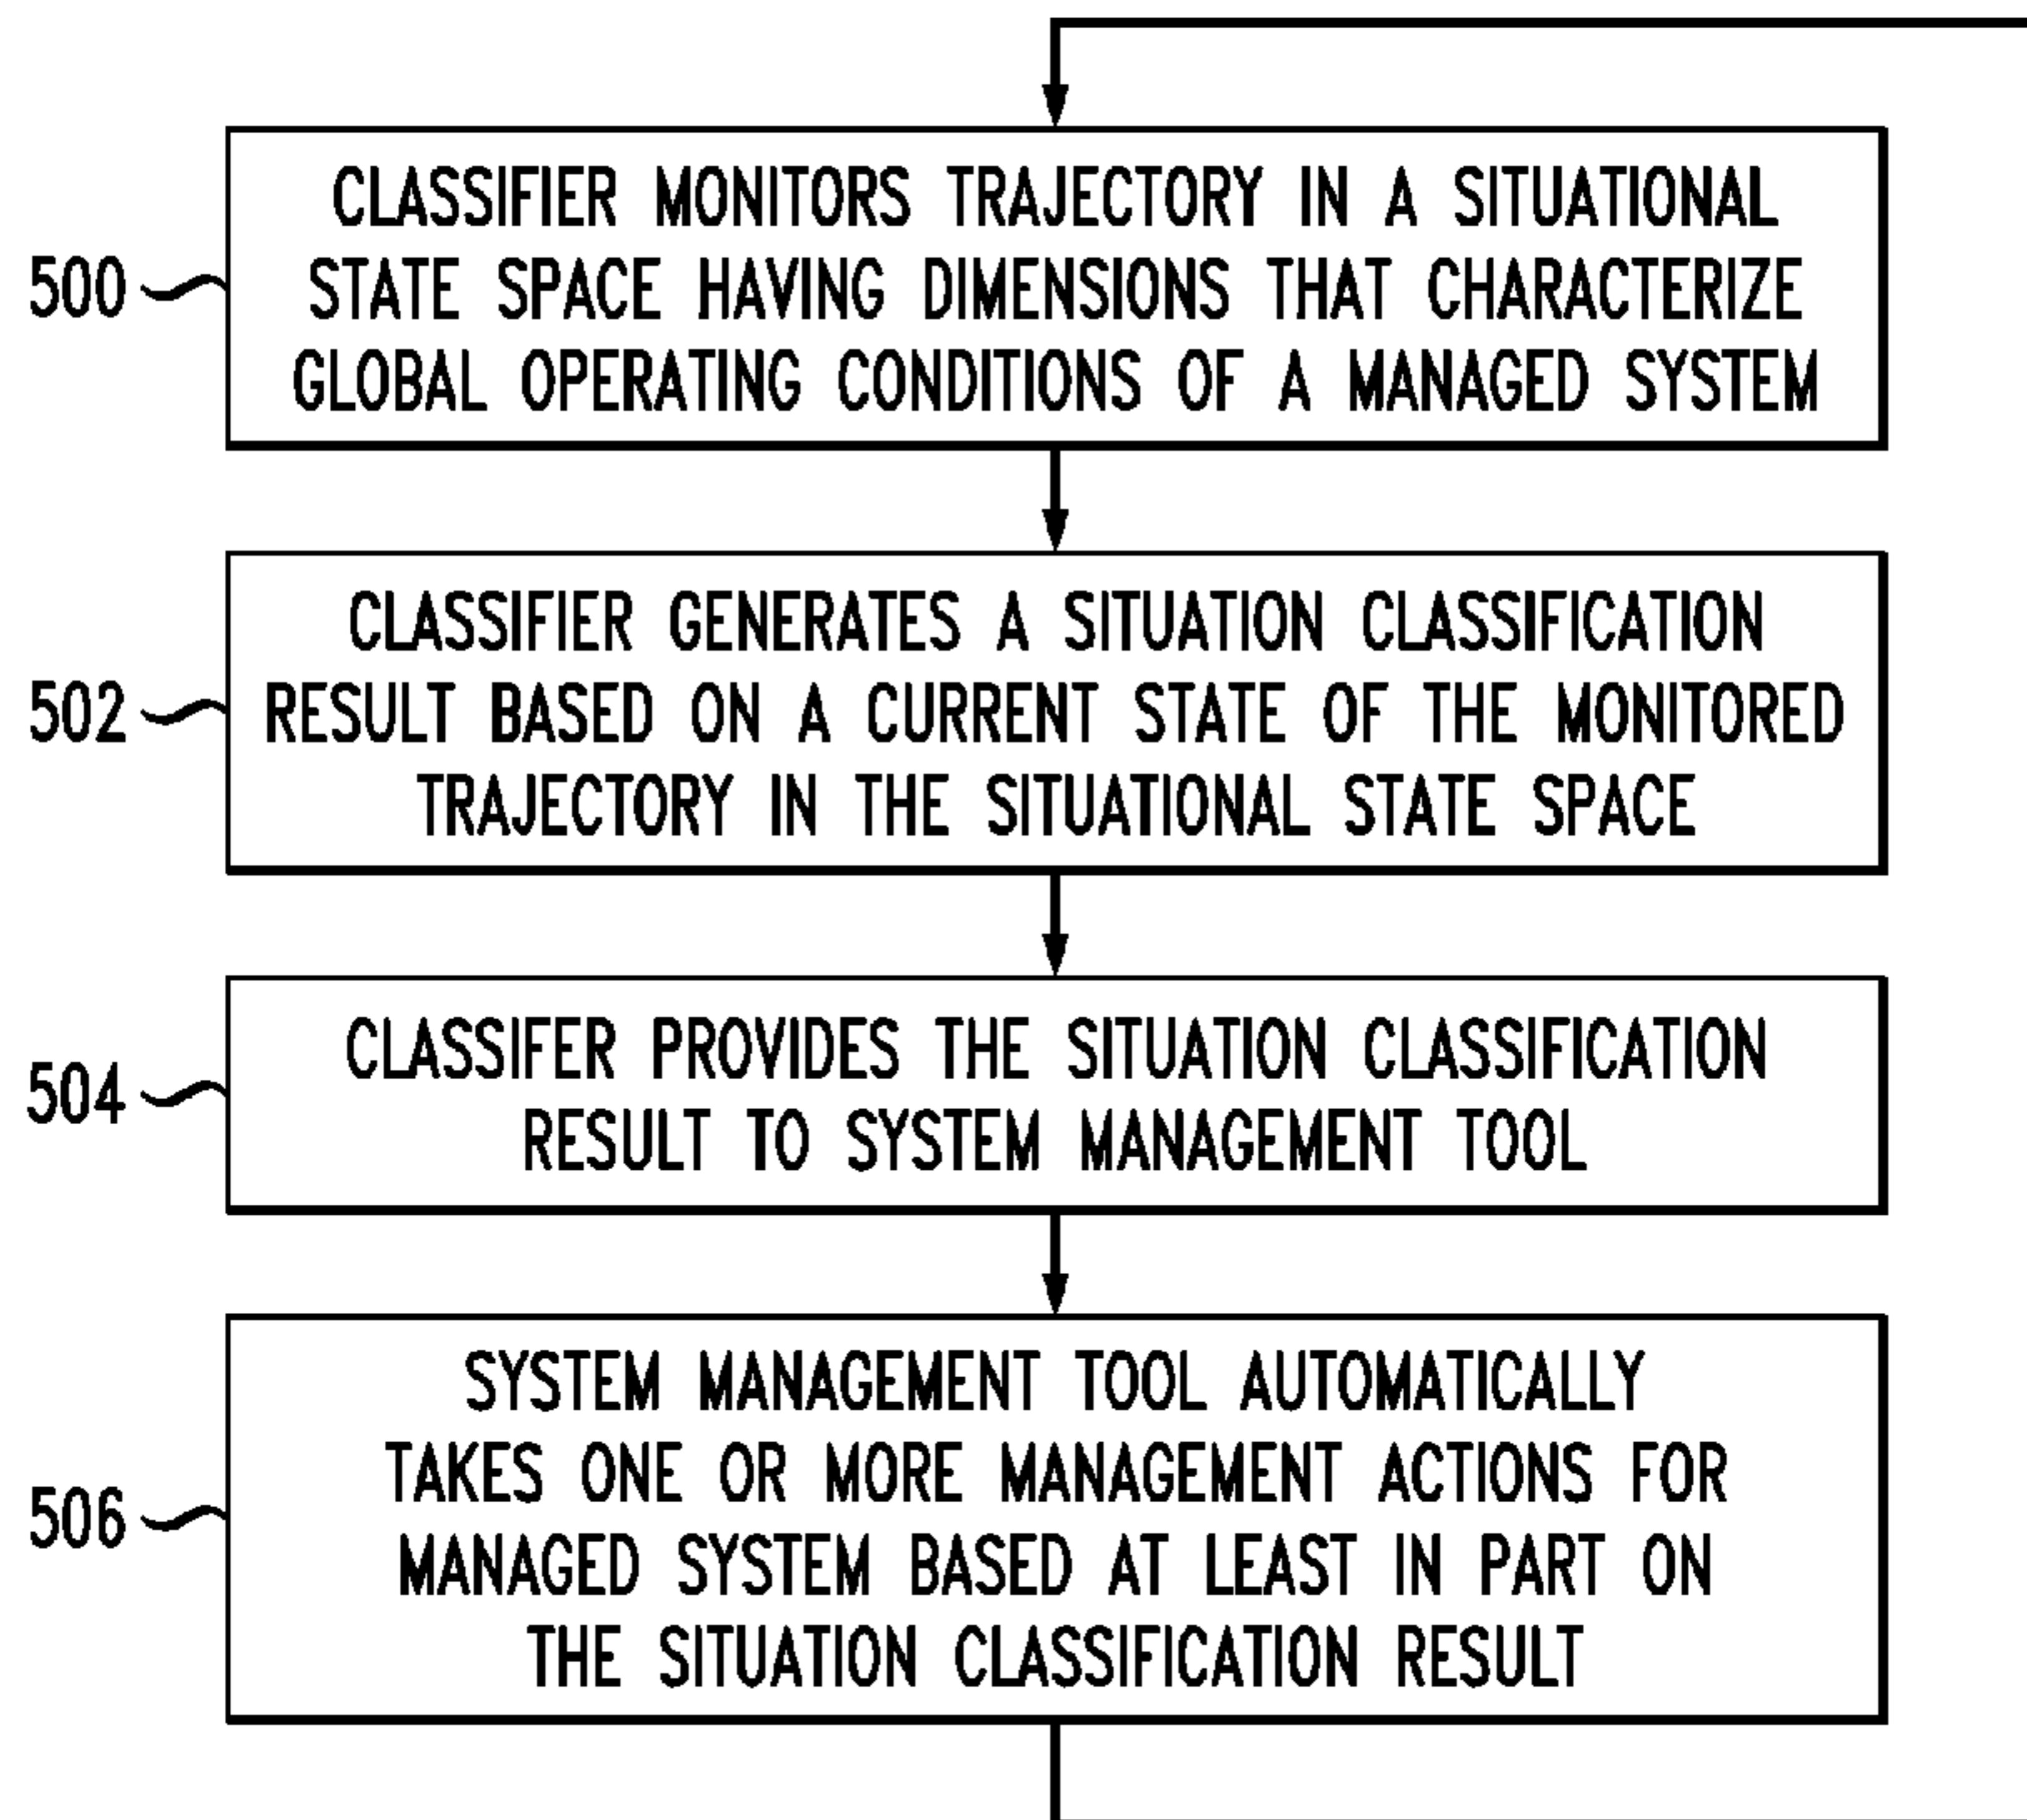 CLASSIFIER MONITORS TRAJECTORY IN A SITUATIONAL
500 STATE SPACE HAVING DIMENSIONS THAT CHARACTERIZE
GLOBAL OPERATING CONDITIONS OF A MANAGED SYSTEM
CLASSIFIER GENERATES A SITUATION CLASSIFICATION
502 RESULT BASED ON A CURRENT STATE OF THE MONITORED
TRAJECTORY IN THE SITUATIONAL STATE SPACE
504
CLASSIFER PROVIDES THE SITUATION CLASSIFICATION
RESULT TO SYSTEM MANAGEMENT TOOL
506
SYSTEM MANAGEMENT TOOL AUTOMATICALLY
TAKES ONE OR MORE MANAGEMENT ACTIONS FOR
MANAGED SYSTEM BASED AT LEAST IN PART ON
THE SITUATION CLASSIFICATION RESULT